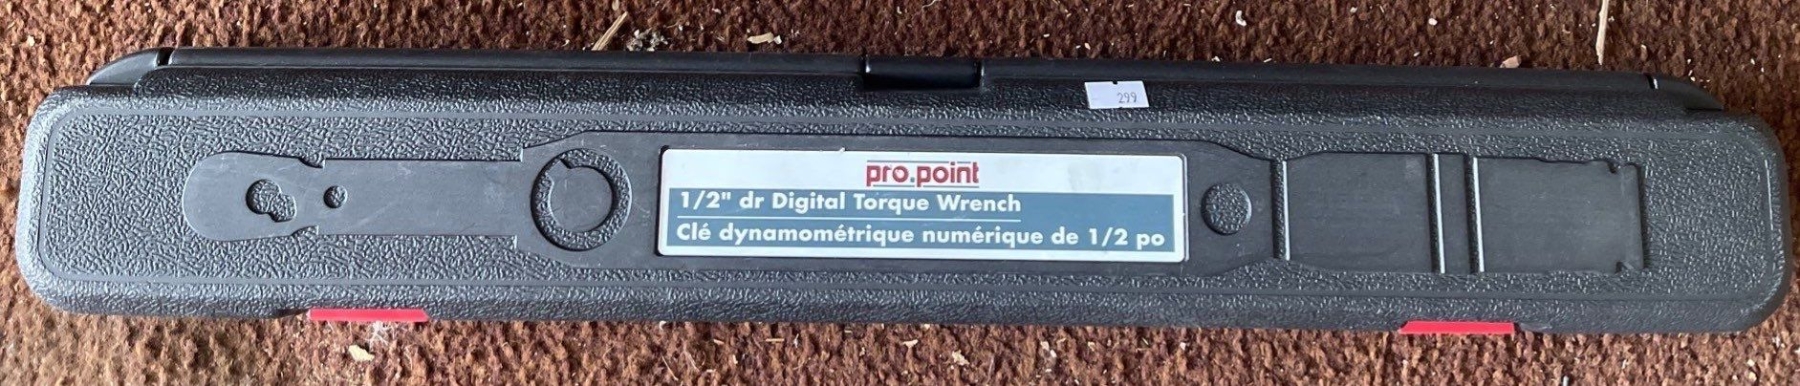 299
pro.point
1/2" dr Digital Torque Wrench
Clé dynamométrique numérique de 1/2 po